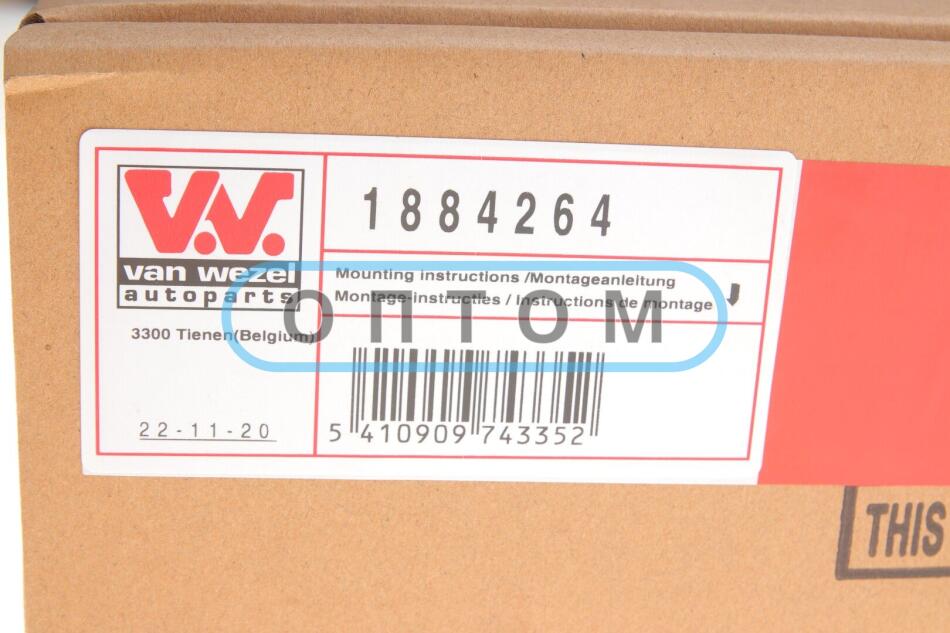 VW.
van wezel
autoparts
3300 Tienen(Belgium)
22-11-20
1884264
Mounting instructions /Montageanleitung
Montage-instructies / Instructions de montage
ОПТОМ
5 410909 743352
THIS